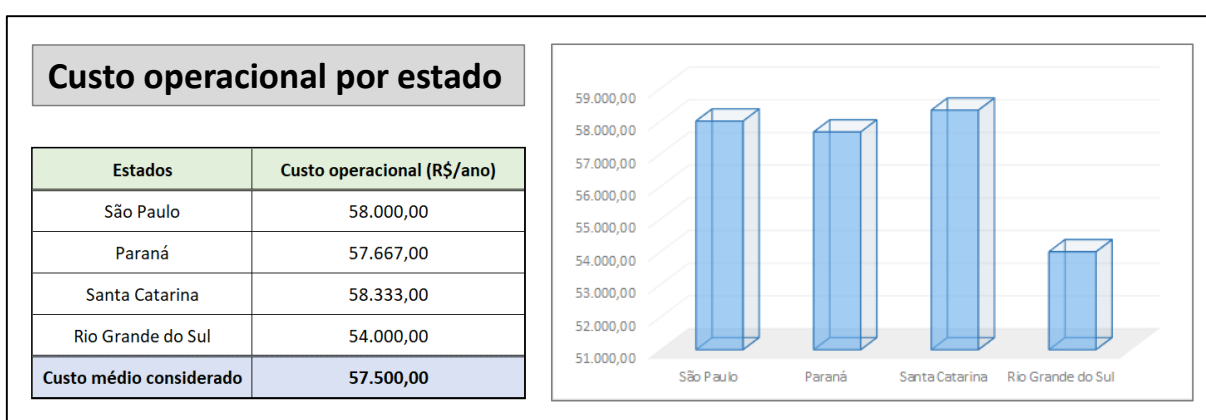 Custo operacional por estado
Estados Custo operacional (R$/ano)
São Paulo 58.000,00
Paraná 57.667,00
Santa Catarina 58.333,00
Rio Grande do Sul 54.000,00
Custo médio considerado 57.500,00
59.000,00
58.000,00
57.000,00
56.000,00
55.000,00
54.000,00
53.000,00
52.000,00
51.000,00
São Paulo Paraná Santa Catarina Rio Grande do Sul